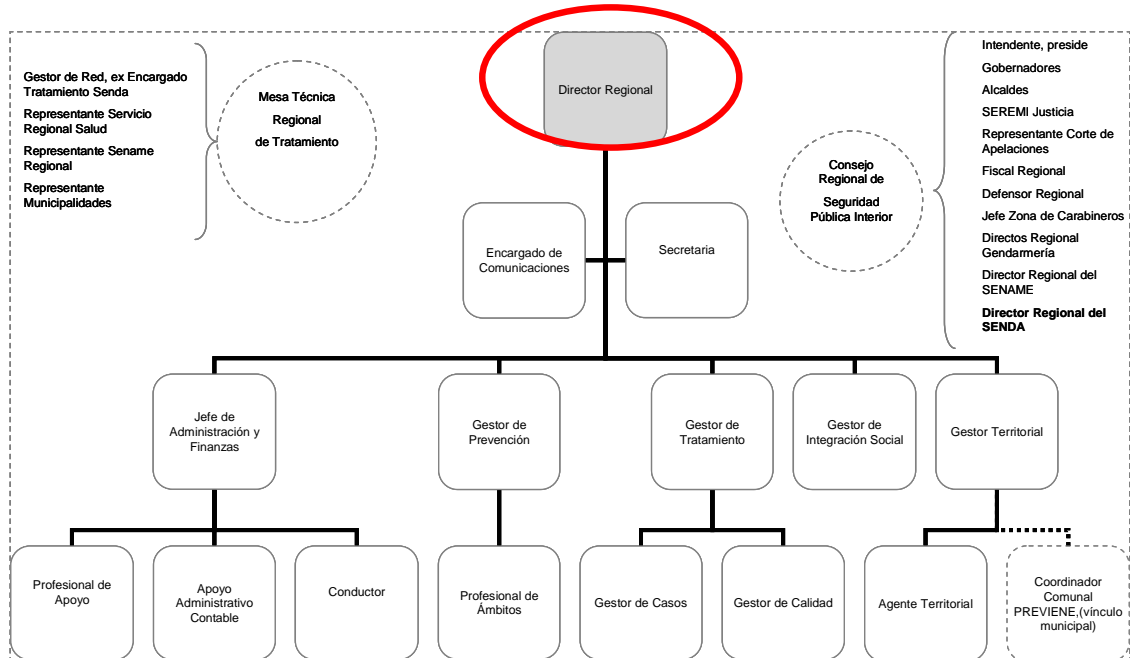 Director Regional
Gestor de Red, ex Encargado
Tratamiento Senda
Representante Servicio
Regional Salud
Representante Sename
Regional
Representante
Municipalidades
Mesa Técnica
Regional
de Tratamiento
Consejo
Regional de
Seguridad
Pública Interior
Intendente, preside
Gobernadores
Alcaldes
SEREMI Justicia
Representante Corte de
Apelaciones
Fiscal Regional
Defensor Regional
Jefe Zona de Carabineros
Directos Regional
Gendarmería
Director Regional del
SENAME
Director Regional del
SENDA
Encargado de
Comunicaciones
Secretaria
Jefe de
Administración y
Finanzas
Gestor de
Prevención
Gestor de
Tratamiento
Gestor de
Integración Social
Gestor Territorial
Profesional de
Apoyo
Apoyo
Administrativo
Contable
Conductor
Profesional de
Ámbitos
Gestor de Casos
Gestor de Calidad
Agente Territorial
Coordinador
Comunal
PREVIENE,(vínculo
municipal)